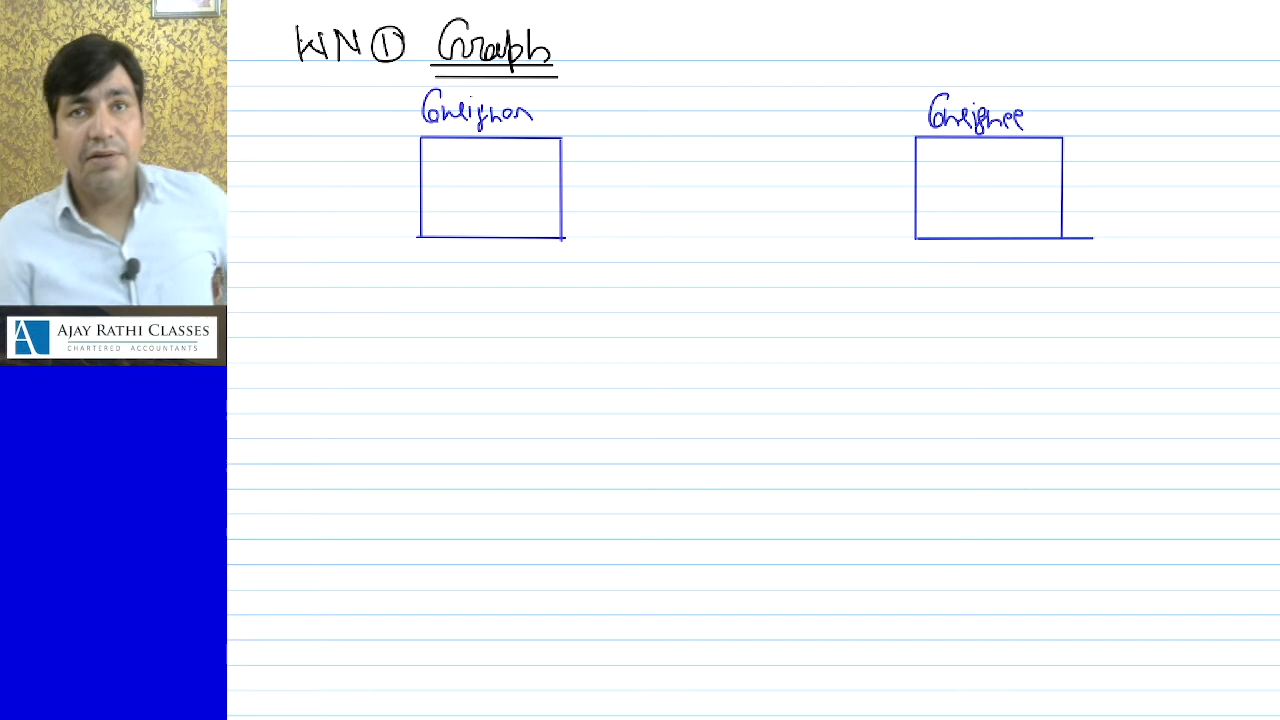 WN ① Graph
Consignor
Consignee
AJAY RATHI CLASSES
CHARTERED ACCOUNTANTS